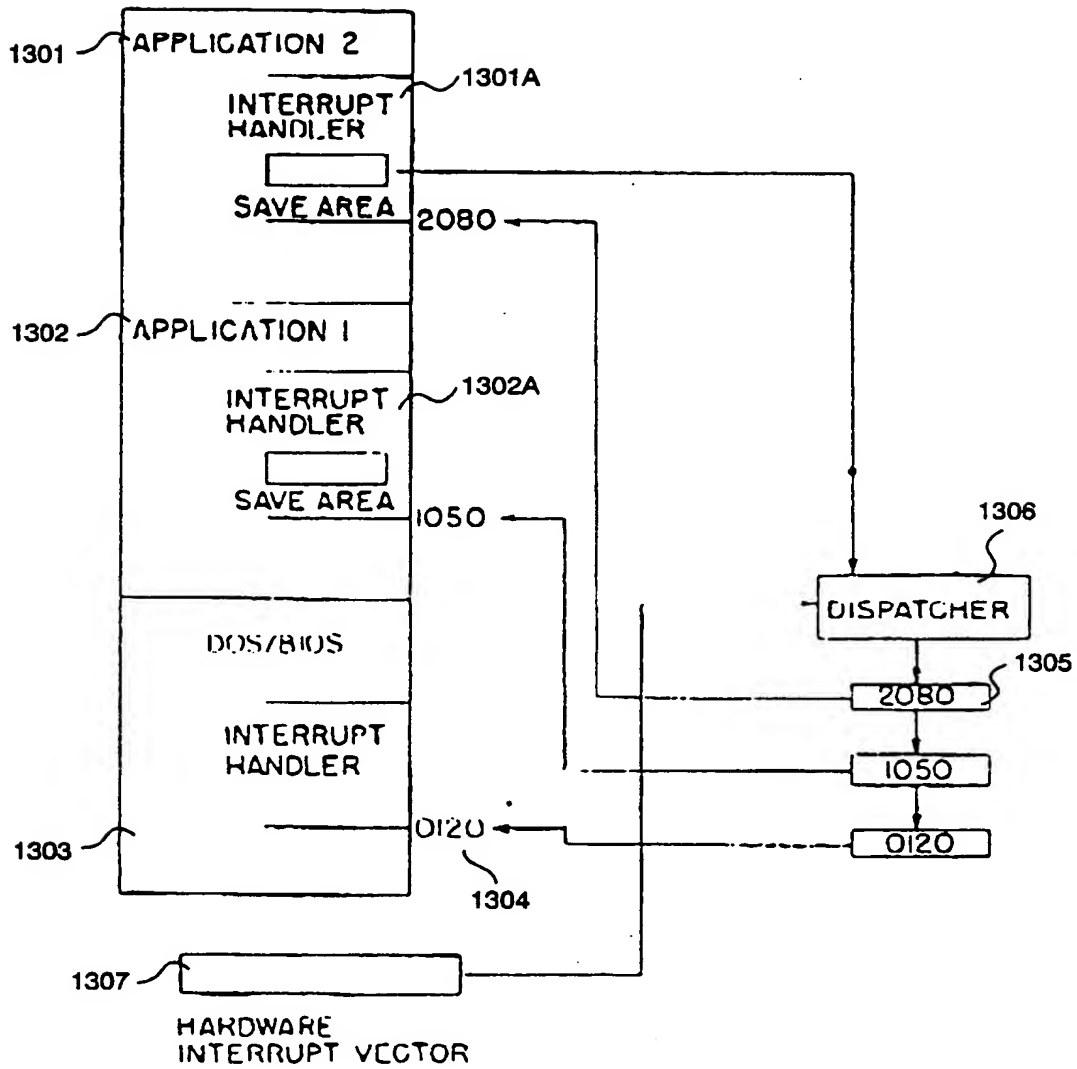 1301
APPLICATION 2
1301A
INTERRUPT
HANDLER
SAVE AREA
2080
1302
APPLICATION 1
1302A
INTERRUPT
HANDLER
SAVE AREA
1050
1306
DISPATCHER
1305
2080
DOS/BIOS
INTERRUPT
HANDLER
1050
1303
0120
0120
1304
1307
HARDWARE
INTERRUPT VECTOR